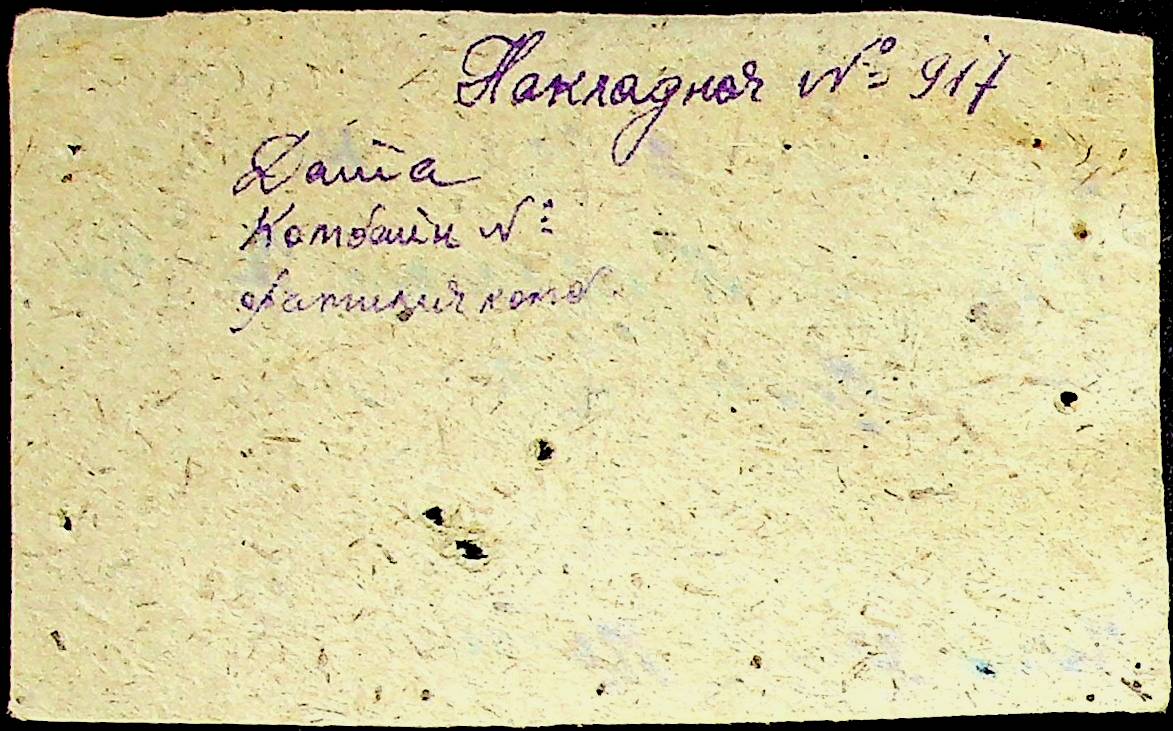 Накладная № 917
Дата
Комбайн №
фамилия комб.